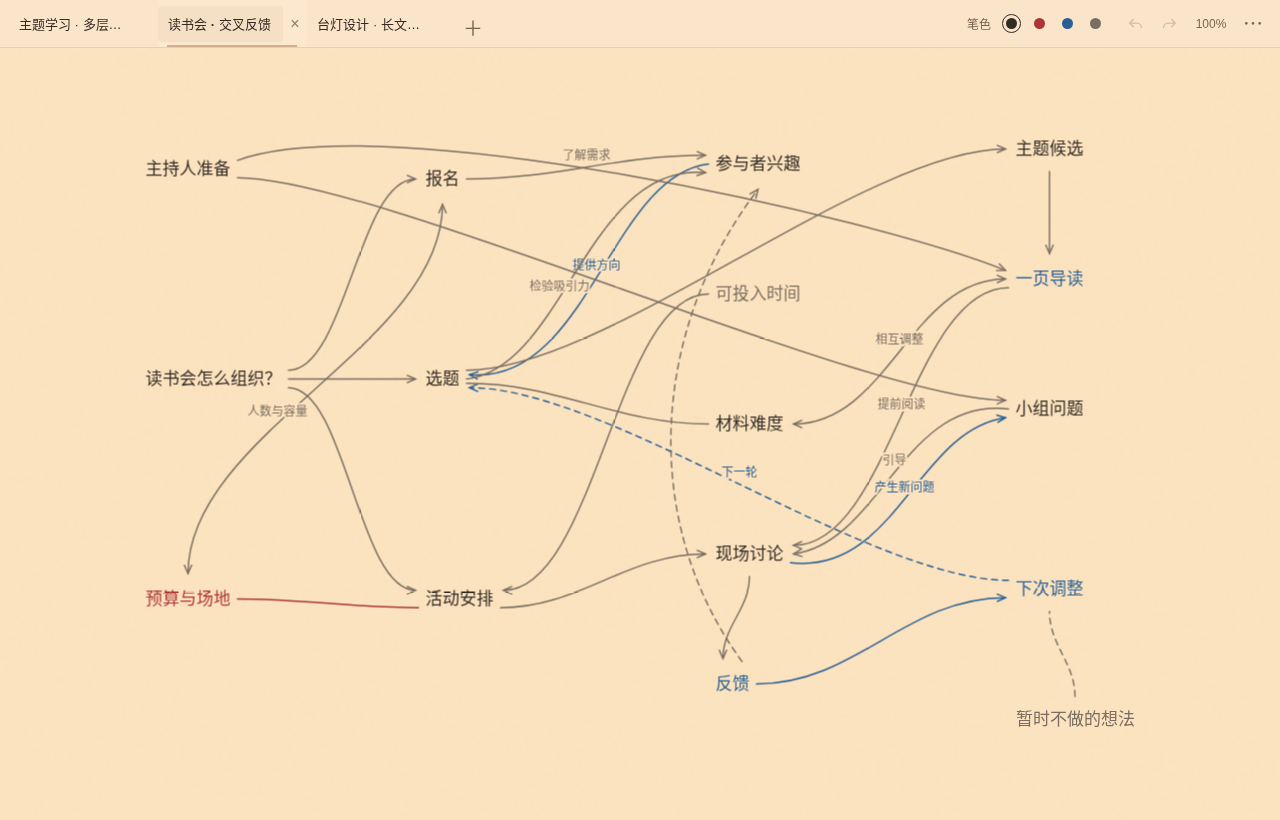 主题学习 · 多层…
读书会 · 交叉反馈
×
台灯设计 · 长文…
笔色
100%
主持人准备
报名
了解需求
参与者兴趣
主题候选
提供方向
检验吸引力
可投入时间
一页导读
相互调整
读书会怎么组织？
选题
人数与容量
材料难度
提前阅读
小组问题
引导
下一轮
产生新问题
现场讨论
预算与场地
活动安排
下次调整
反馈
暂时不做的想法